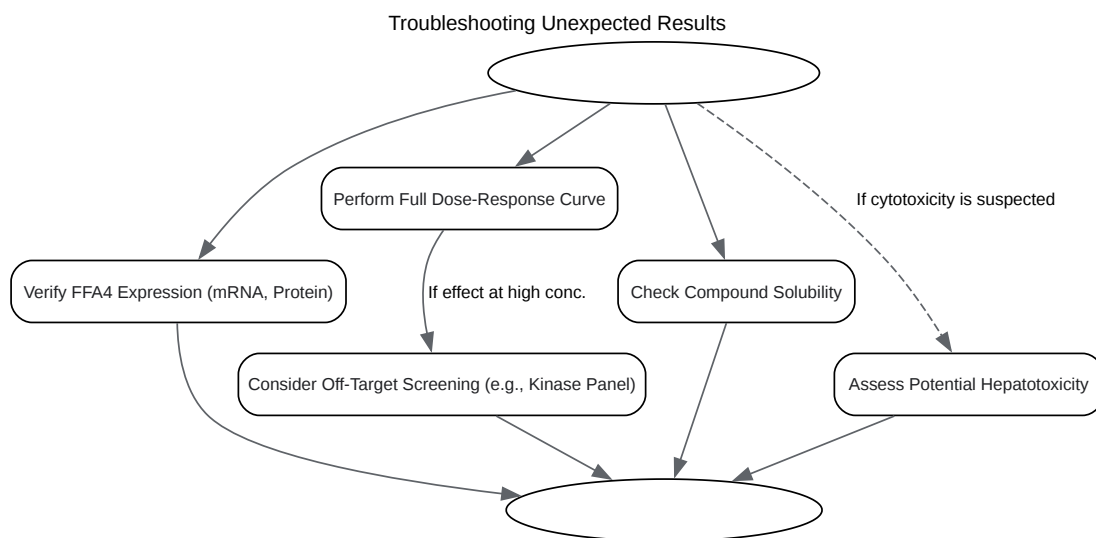 Troubleshooting Unexpected Results
Perform Full Dose-Response Curve
If cytotoxicity is suspected
Verify FFA4 Expression (mRNA, Protein)
If effect at high conc.
Check Compound Solubility
Consider Off-Target Screening (e.g., Kinase Panel)
Assess Potential Hepatotoxicity